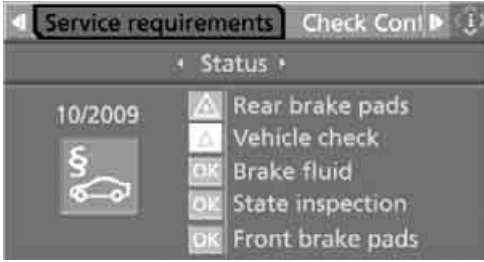 Service requirements Check Cont
Status
10/2009
Rear brake pads
Vehicle check
OK Brake fluid
OK State inspection
OK Front brake pads
§